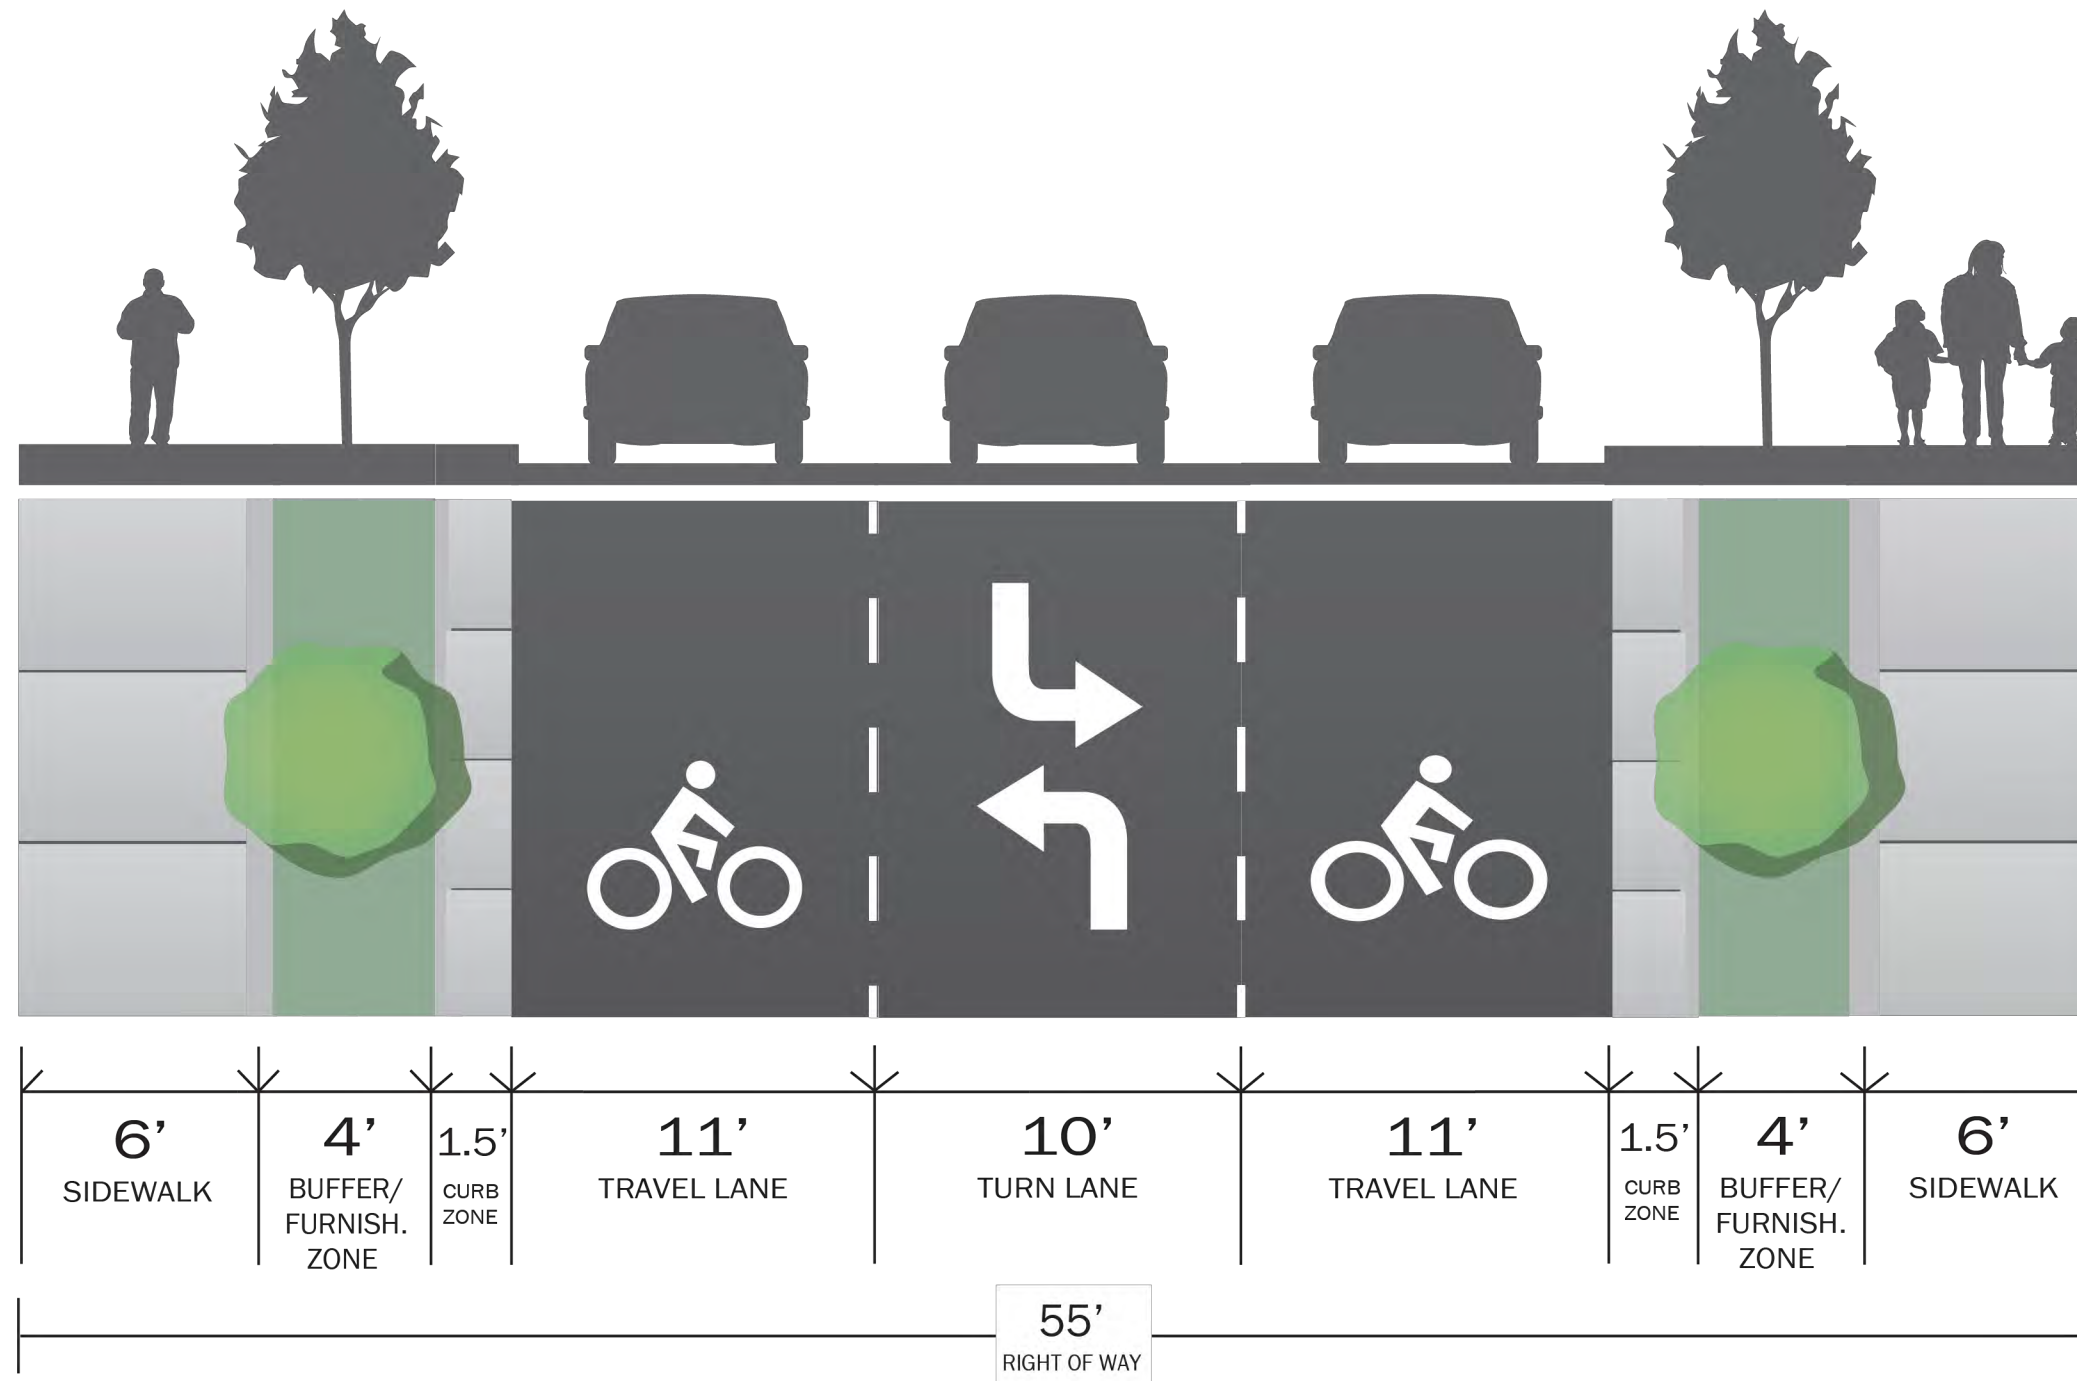 6’
SIDEWALK
4’
BUFFER/
FURNISH.
ZONE
1.5’
CURB
ZONE
11’
TRAVEL LANE
10’
TURN LANE
11’
TRAVEL LANE
1.5’
CURB
ZONE
4’
BUFFER/
FURNISH.
ZONE
6’
SIDEWALK
55’
RIGHT OF WAY